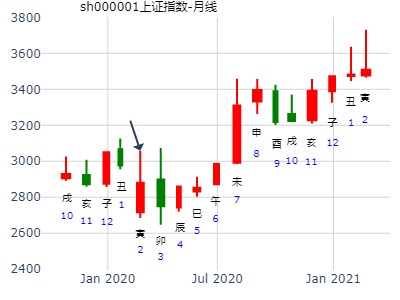 sh000001上证指数-月线
3800
3600
3400
3200
3000
2800
2600
2400
戌
10
亥
11
子
12
丑
1
寅
2
卯
3
辰
4
巳
5
午
6
未
7
申
8
酉
9
戌
10
亥
11
子
12
丑
1
寅
2
Jan 2020
Jul 2020
Jan 2021